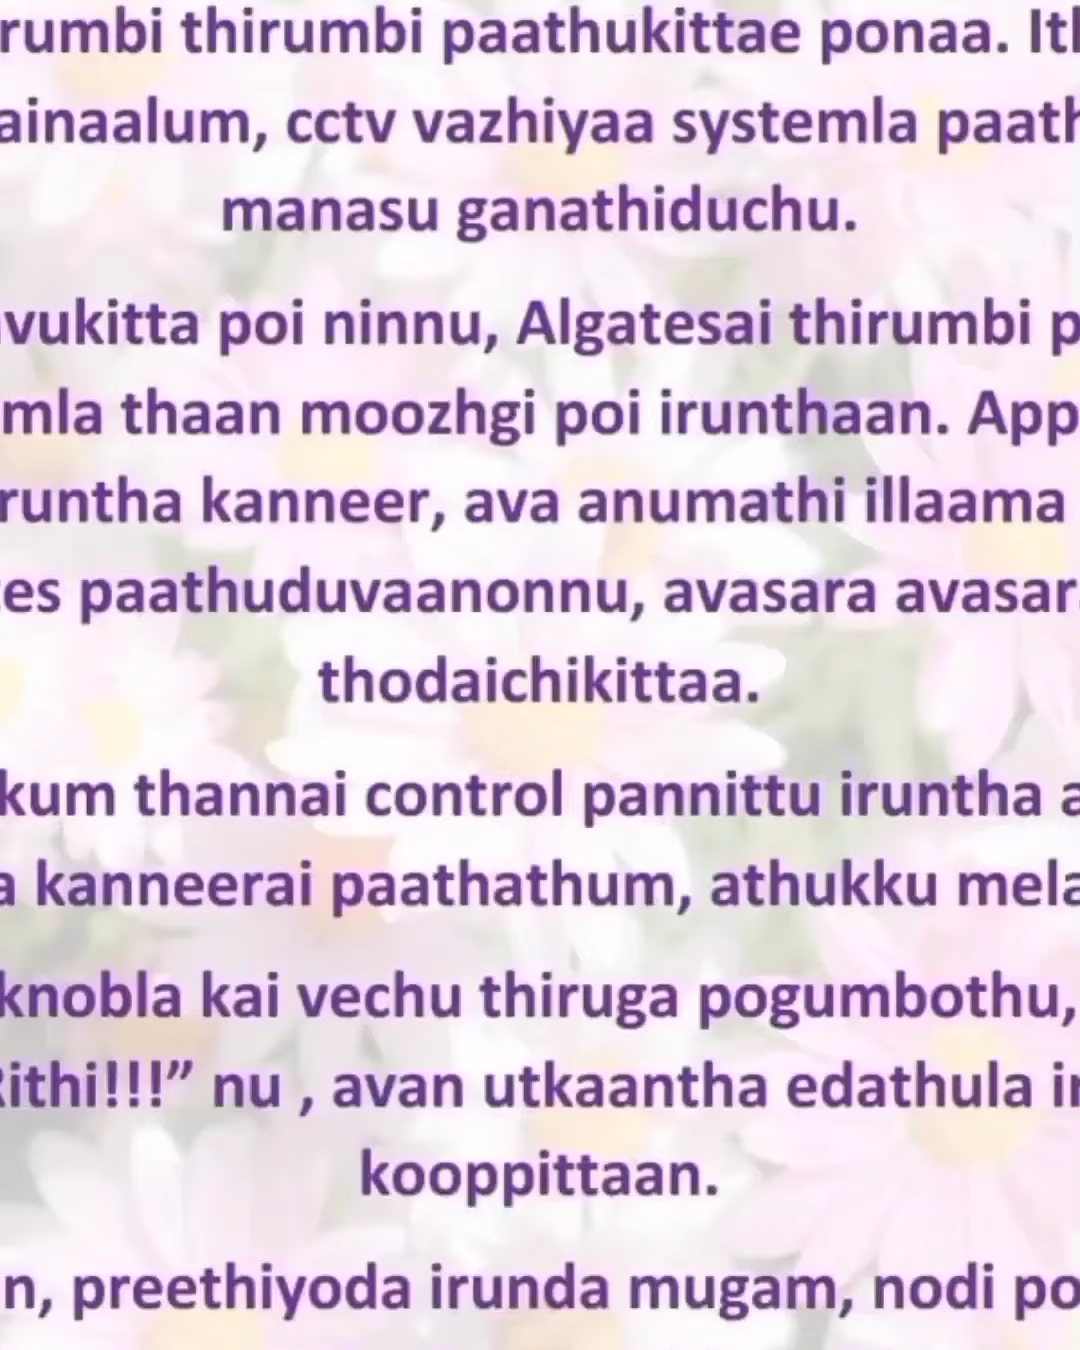 rumbi thirumbi paathukittae ponaa.
ainaalum, cctv vazhiyaa systemla paath
manasu ganathiduchu.
vukitta poi ninnu, Algatesai thirumbi p
mla thaan moozhgi poi irunthaan. App
runtha kanneer, ava anumathi illaama
es paathuduvaanonnu, avasara avasar
thodaichikittaa.
kum thannai control pannittu iruntha a
a kanneerai paathathum, athukku mela
knobla kai vechu thiruga pogumbothu,
ithi!!!” nu , avan utkaantha edathula ir
kooppittaan.
n, preethiyoda irunda mugam, nodi po